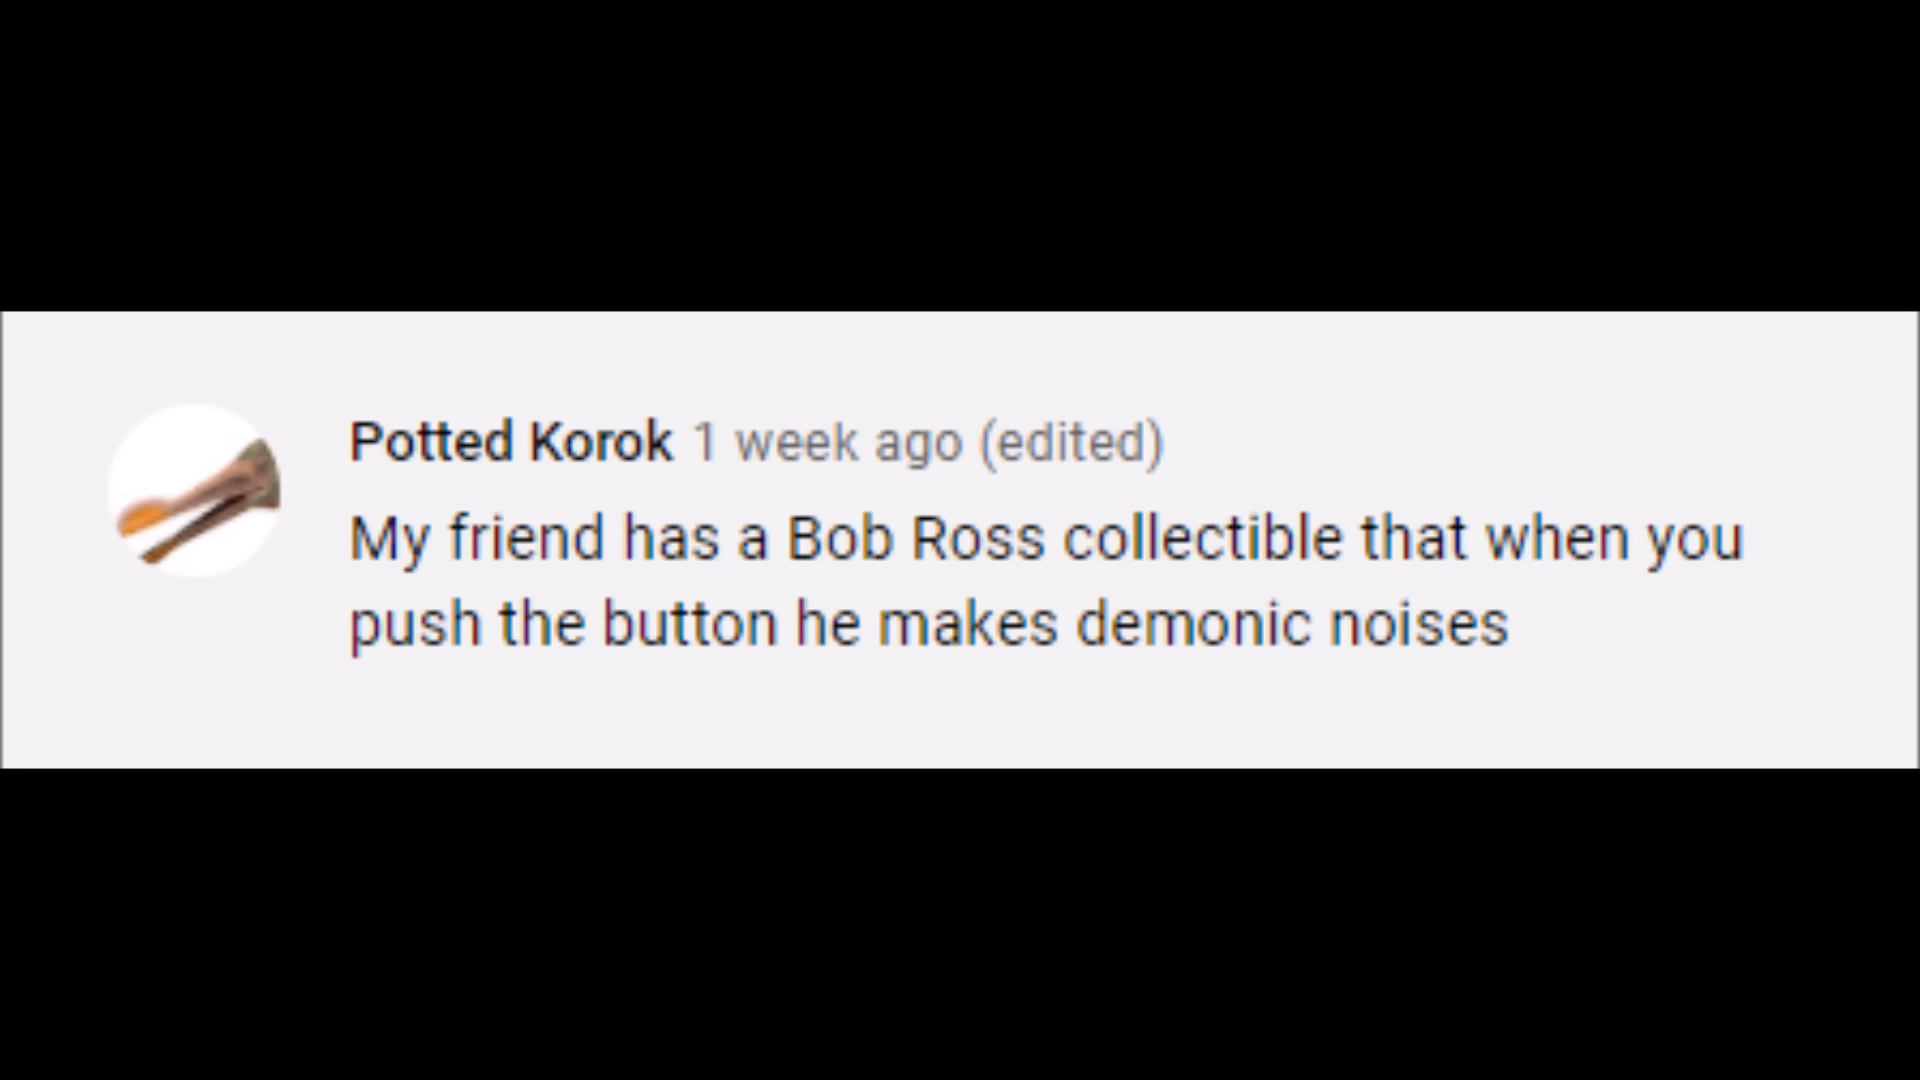 Potted Korok 1 week ago (edited)
My friend has a Bob Ross collectible that when you
push the button he makes demonic noises